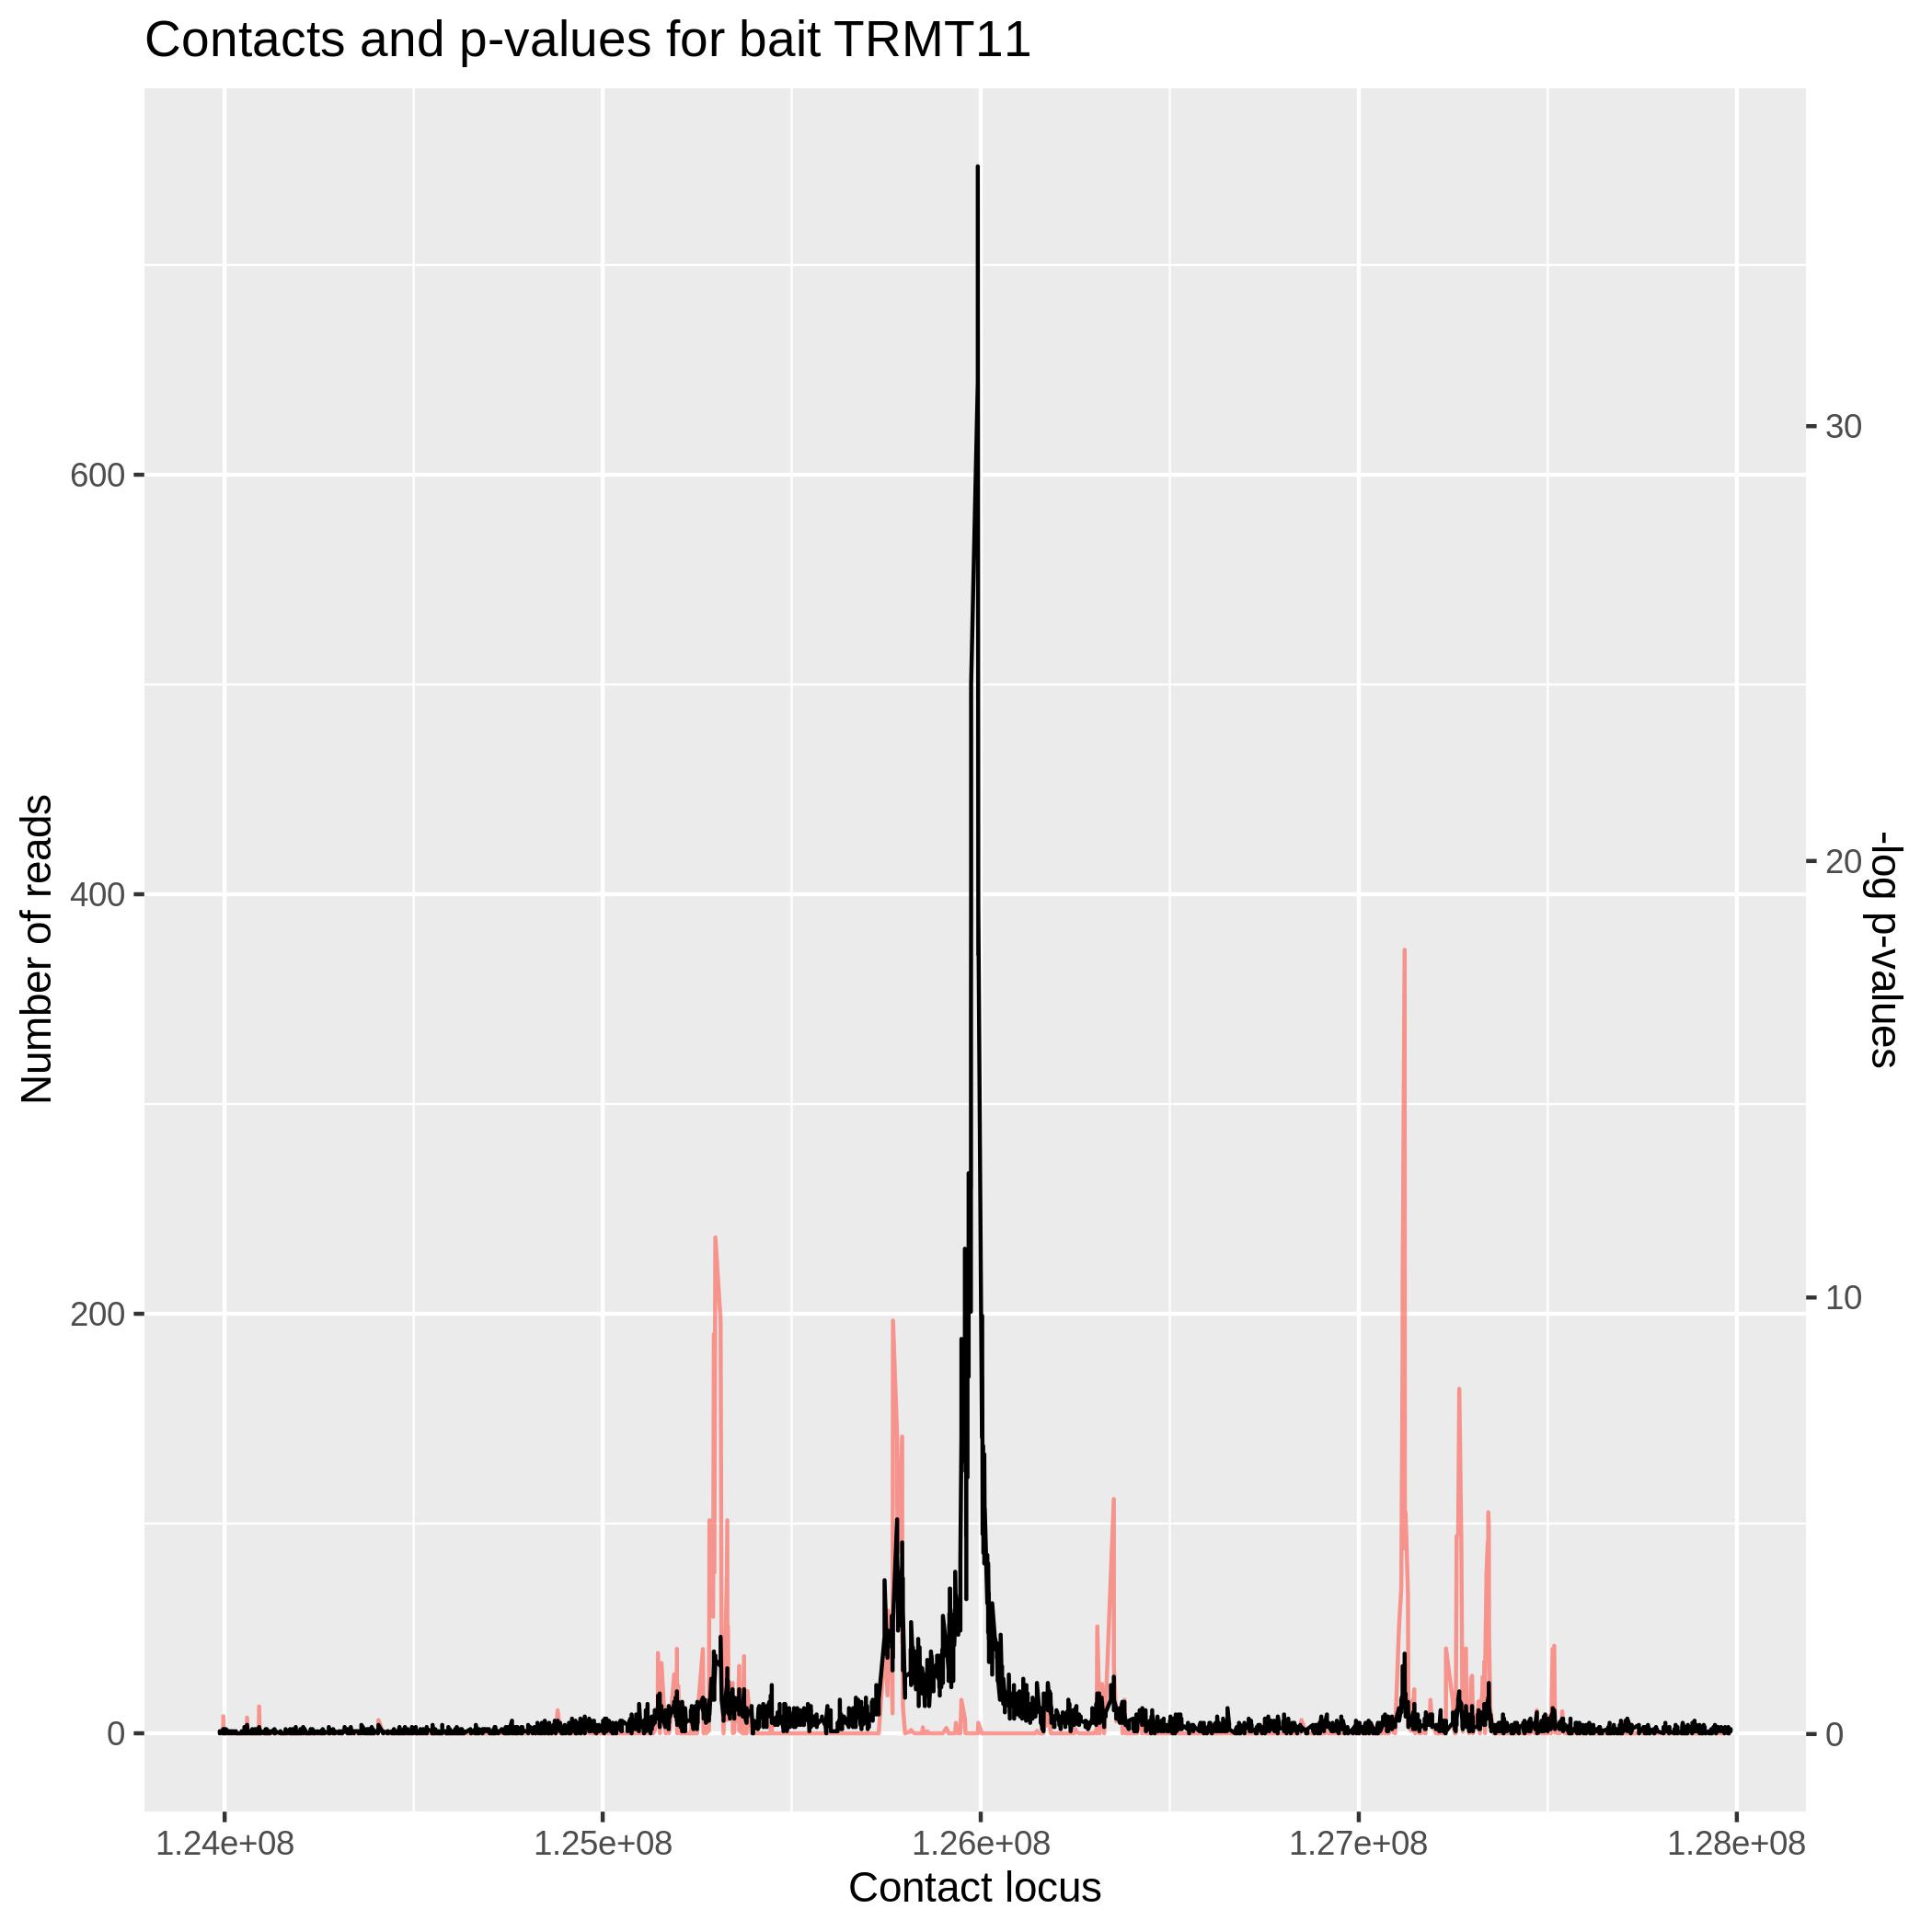 Contacts and p-values for bait TRMT11
Number of reads
600
400
200
0
30
20
10
0
-log p-values
1.24e+08
1.25e+08
1.26e+08
1.27e+08
1.28e+08
Contact locus